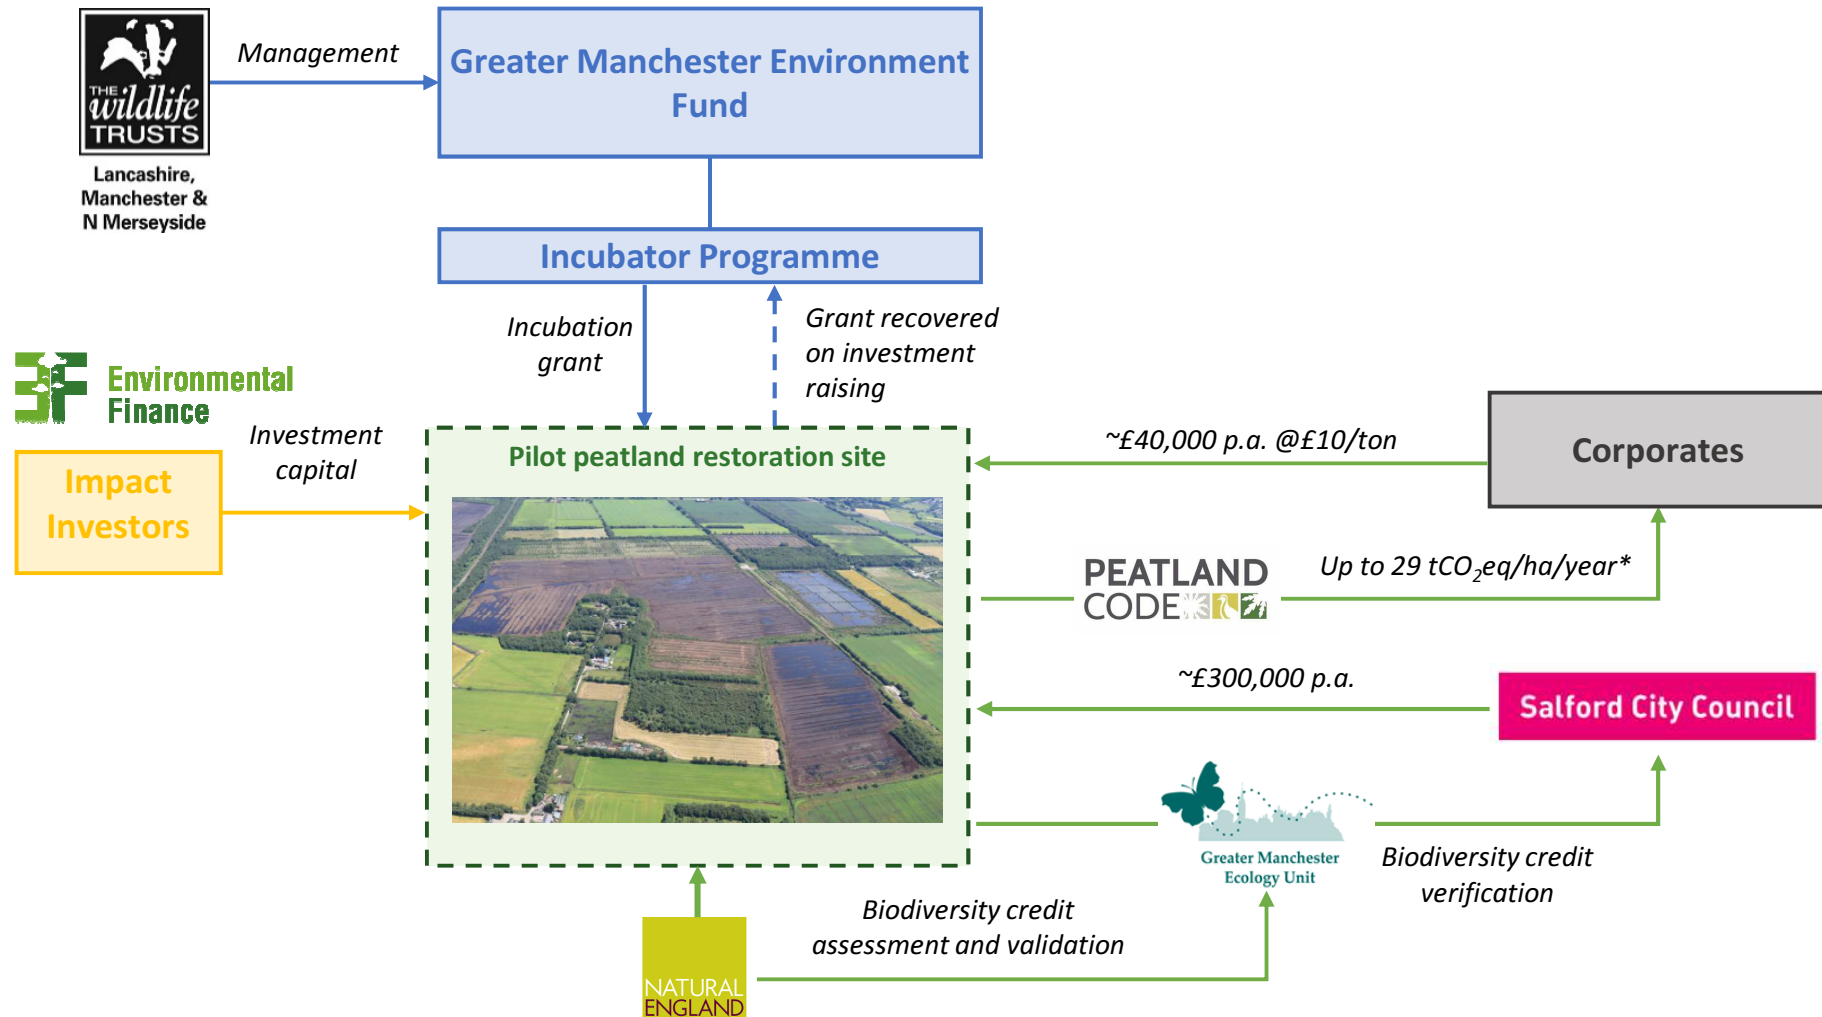 THE
wildlife
TRUSTS
Lancashire,
Manchester &
N Merseyside
Management
Greater Manchester Environment
Fund
Incubator Programme
Incubation
grant
Grant recovered
on investment
raising
Environmental
Finance
Impact
Investors
Investment
capital
Pilot peatland restoration site
~£40,000 p.a. @£10/ton
Corporates
PEATLAND
CODE
Up to 29 tCO₂eq/ha/year*
~£300,000 p.a.
Salford City Council
Greater Manchester
Ecology Unit
Biodiversity credit
verification
Biodiversity credit
assessment and validation
NATURAL
ENGLAND